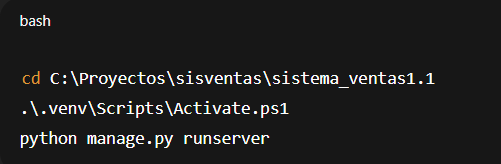 bash
cd C:\Proyectos\sisventas\sistema_ventas1.1
.\.venv\Scripts\Activate.ps1
python manage.py runserver